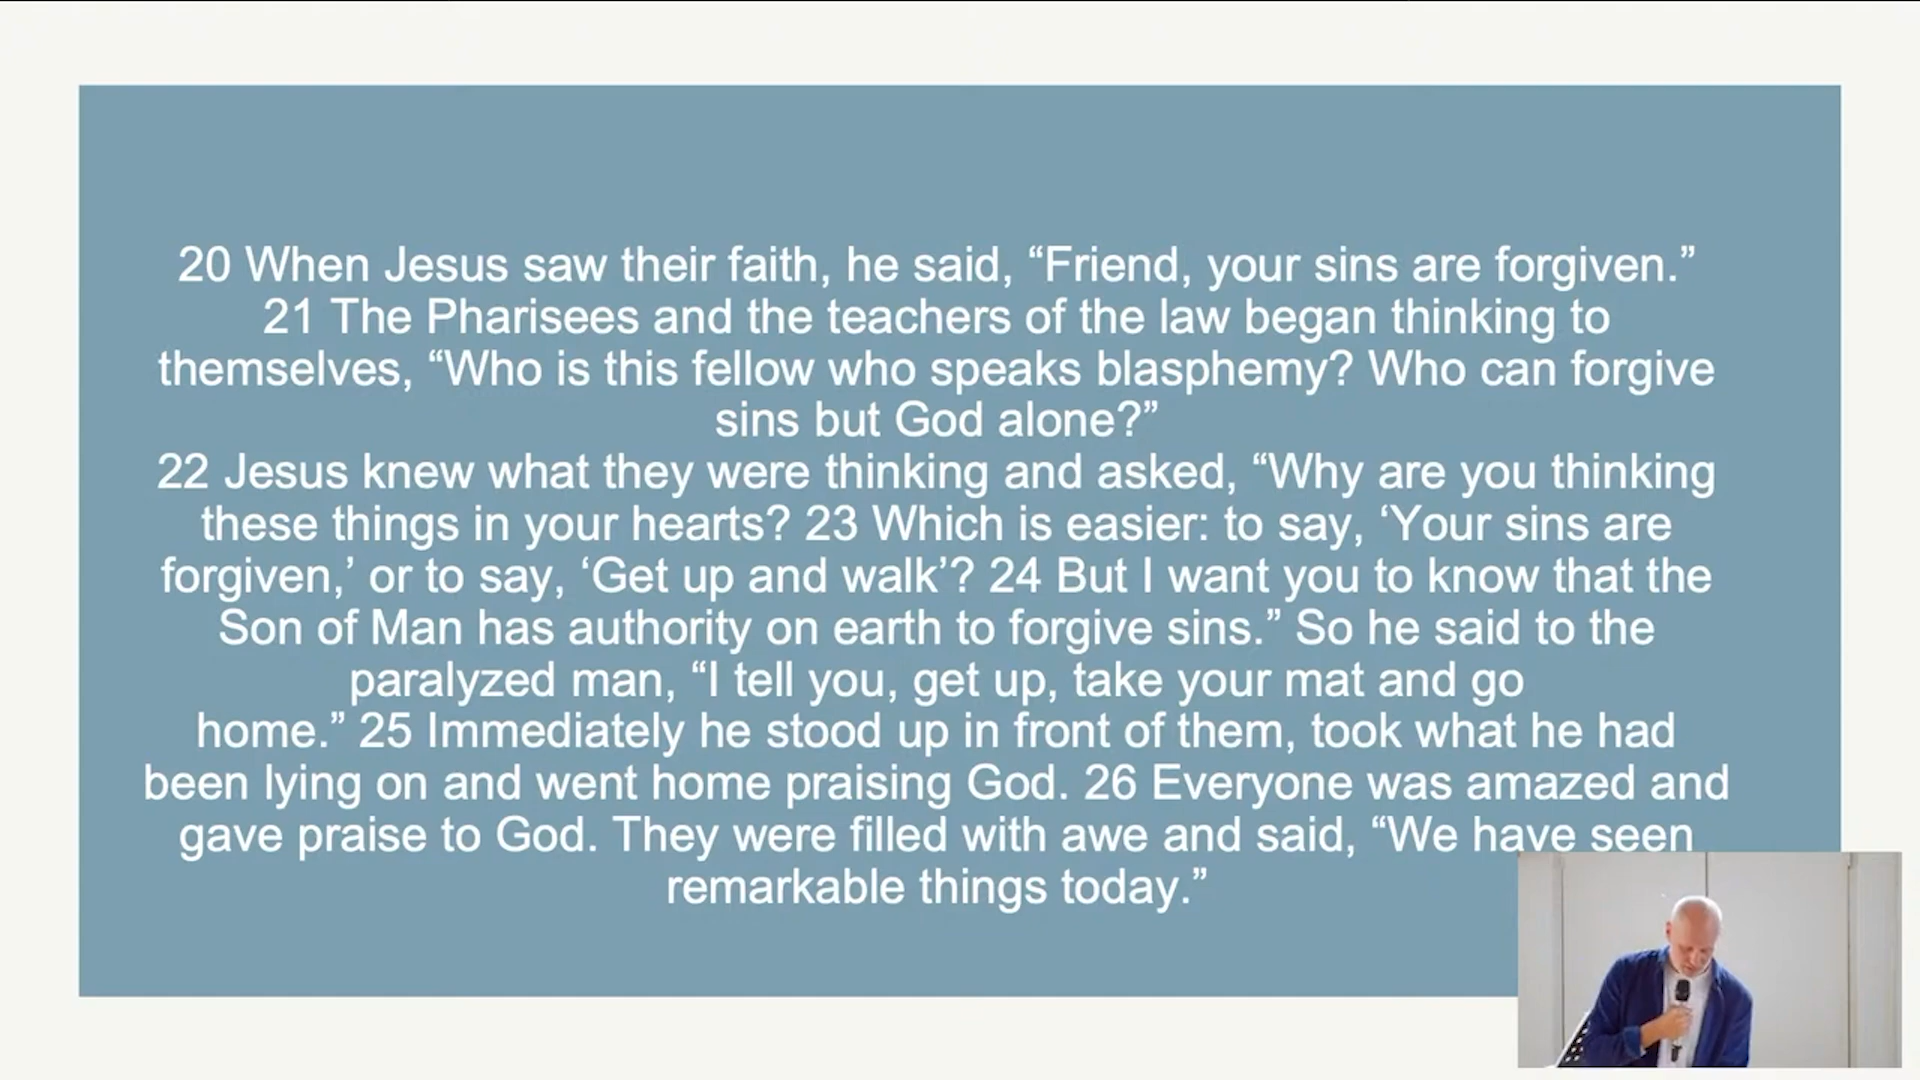 20 When Jesus saw their faith, he said, “Friend, your sins are forgiven.”
21 The Pharisees and the teachers of the law began thinking to
themselves, “Who is this fellow who speaks blasphemy? Who can forgive
sins but God alone?”
22 Jesus knew what they were thinking and asked, “Why are you thinking
these things in your hearts? 23 Which is easier: to say, ‘Your sins are
forgiven,’ or to say, ‘Get up and walk’? 24 But I want you to know that the
Son of Man has authority on earth to forgive sins.” So he said to the
paralyzed man, “I tell you, get up, take your mat and go
home.” 25 Immediately he stood up in front of them, took what he had
been lying on and went home praising God. 26 Everyone was amazed and
gave praise to God. They were filled with awe and said, “We have seen
remarkable things today.”